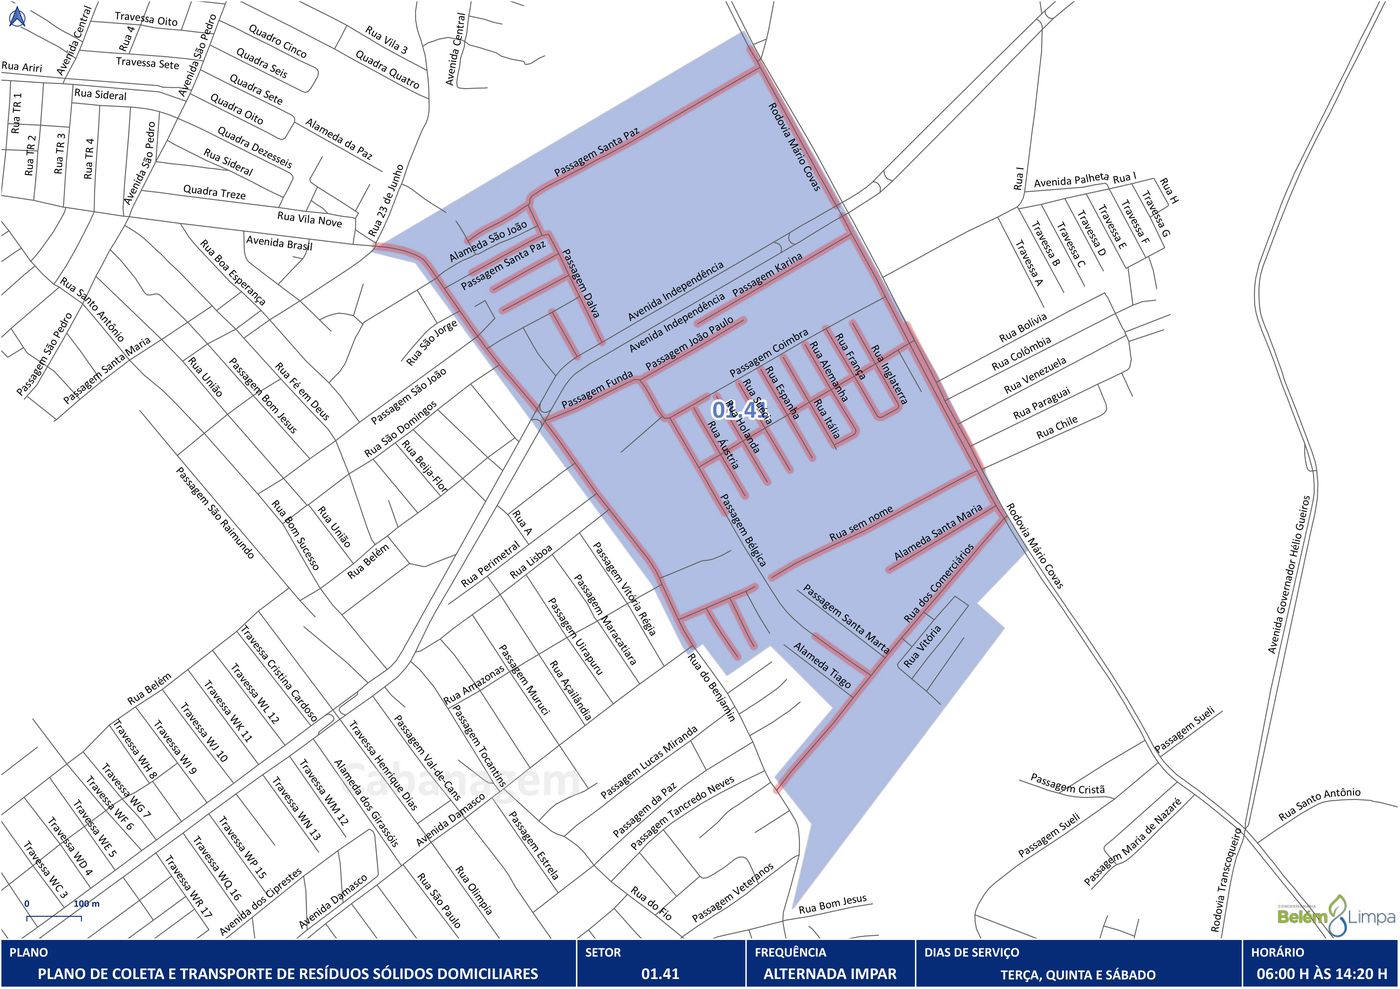 Travessa Oito
Avenida Central
Rua 4
Avenida São Pedro
Quadro Cinco
Rua Vila 3
Avenida Central
Travessa Sete
Quadra Seis
Quadra Quatro
Rua Ariri
Rua Sideral
Quadra Sete
Quadra Oito
Rua TR 1
Rua TR 2
Rua TR 3
Rua TR 4
Avenida São Pedro
Quadra Dezesseis
Alameda da Paz
Rua Sideral
Quadra Treze
Rua 23 de Junho
Rua Vila Nove
Avenida Brasil
Passagem Santa Paz
Rodovia Mário Covas
Rua I
Avenida Palheta
Rua I
Rua H
Travessa G
Travessa F
Travessa E
Travessa D
Travessa C
Travessa B
Travessa A
Alameda São João
Passagem Santa Paz
Passagem Dalva
Avenida Independência
Avenida Independência
Passagem Karina
Passagem João Paulo
Passagem Coimbra
Passagem Funda
Rua Boa Esperança
Rua Santo Antônio
Passagem São Pedro
Passagem Santa Maria
Rua União
Passagem Bom Jesus
Rua Fé em Deus
Rua São Jorge
Passagem São João
Rua São Domingos
Rua Beija-Flor
Rua Bolívia
Rua Colômbia
Rua Venezuela
Rua Paraguai
Rua Chile
Rua França
Rua Inglaterra
Rua Alemanha
Rua Itália
Rua Espanha
Rua Suécia
Rua Holanda
Rua Áustria
01.41
Passagem Bélgica
Passagem São Raimundo
Rua Bom Sucesso
Rua União
Rua Belém
Rua A
Rua Perimetral
Rua Lisboa
Passagem Vitória Régia
Passagem Maracatiara
Passagem Uirapuru
Rua Açailândia
Passagem Muruci
Rua Amazonas
Passagem Tocantins
Rua sem nome
Alameda Santa Maria
Rua dos Comerciários
Rodovia Mário Covas
Passagem Santa Marta
Alameda Tiago
Rua Vitória
Avenida Governador Hélio Gueiros
Rua do Benjamin
Travessa Cristina Cardoso
Rua Belém
Travessa WL 12
Travessa WK 11
Travessa WJ 10
Travessa WI 9
Travessa WH 8
Travessa WG 7
Travessa WF 6
Travessa WE 5
Travessa WD 4
Travessa WC 3
Travessa Henrique Dias
Passagem Val-de-Cans
Alameda dos Girassóis
Travessa WM 12
Travessa WN 13
Travessa WP 15
Travessa WQ 16
Travessa WR 17
Cabanagem
Avenida Damasco
Avenida dos Ciprestes
Avenida Damasco
Rua São Paulo
Rua Olimpia
Passagem Estrela
Passagem Lucas Miranda
Passagem da Paz
Passagem Tancredo Neves
Passagem Veteranos
Rua do Fio
Rua Bom Jesus
Passagem Sueli
Passagem Cristã
Passagem Sueli
Passagem Maria de Nazaré
Rua Santo Antônio
Rodovia Transcoqueiro
0 100 m
CONCESSIONÁRIA
Belém Limpa
PLANO
PLANO DE COLETA E TRANSPORTE DE RESÍDUOS SÓLIDOS DOMICILIARES
SETOR
01.41
FREQUÊNCIA
ALTERNADA IMPAR
DIAS DE SERVIÇO
TERÇA, QUINTA E SÁBADO
HORÁRIO
06:00 H ÀS 14:20 H